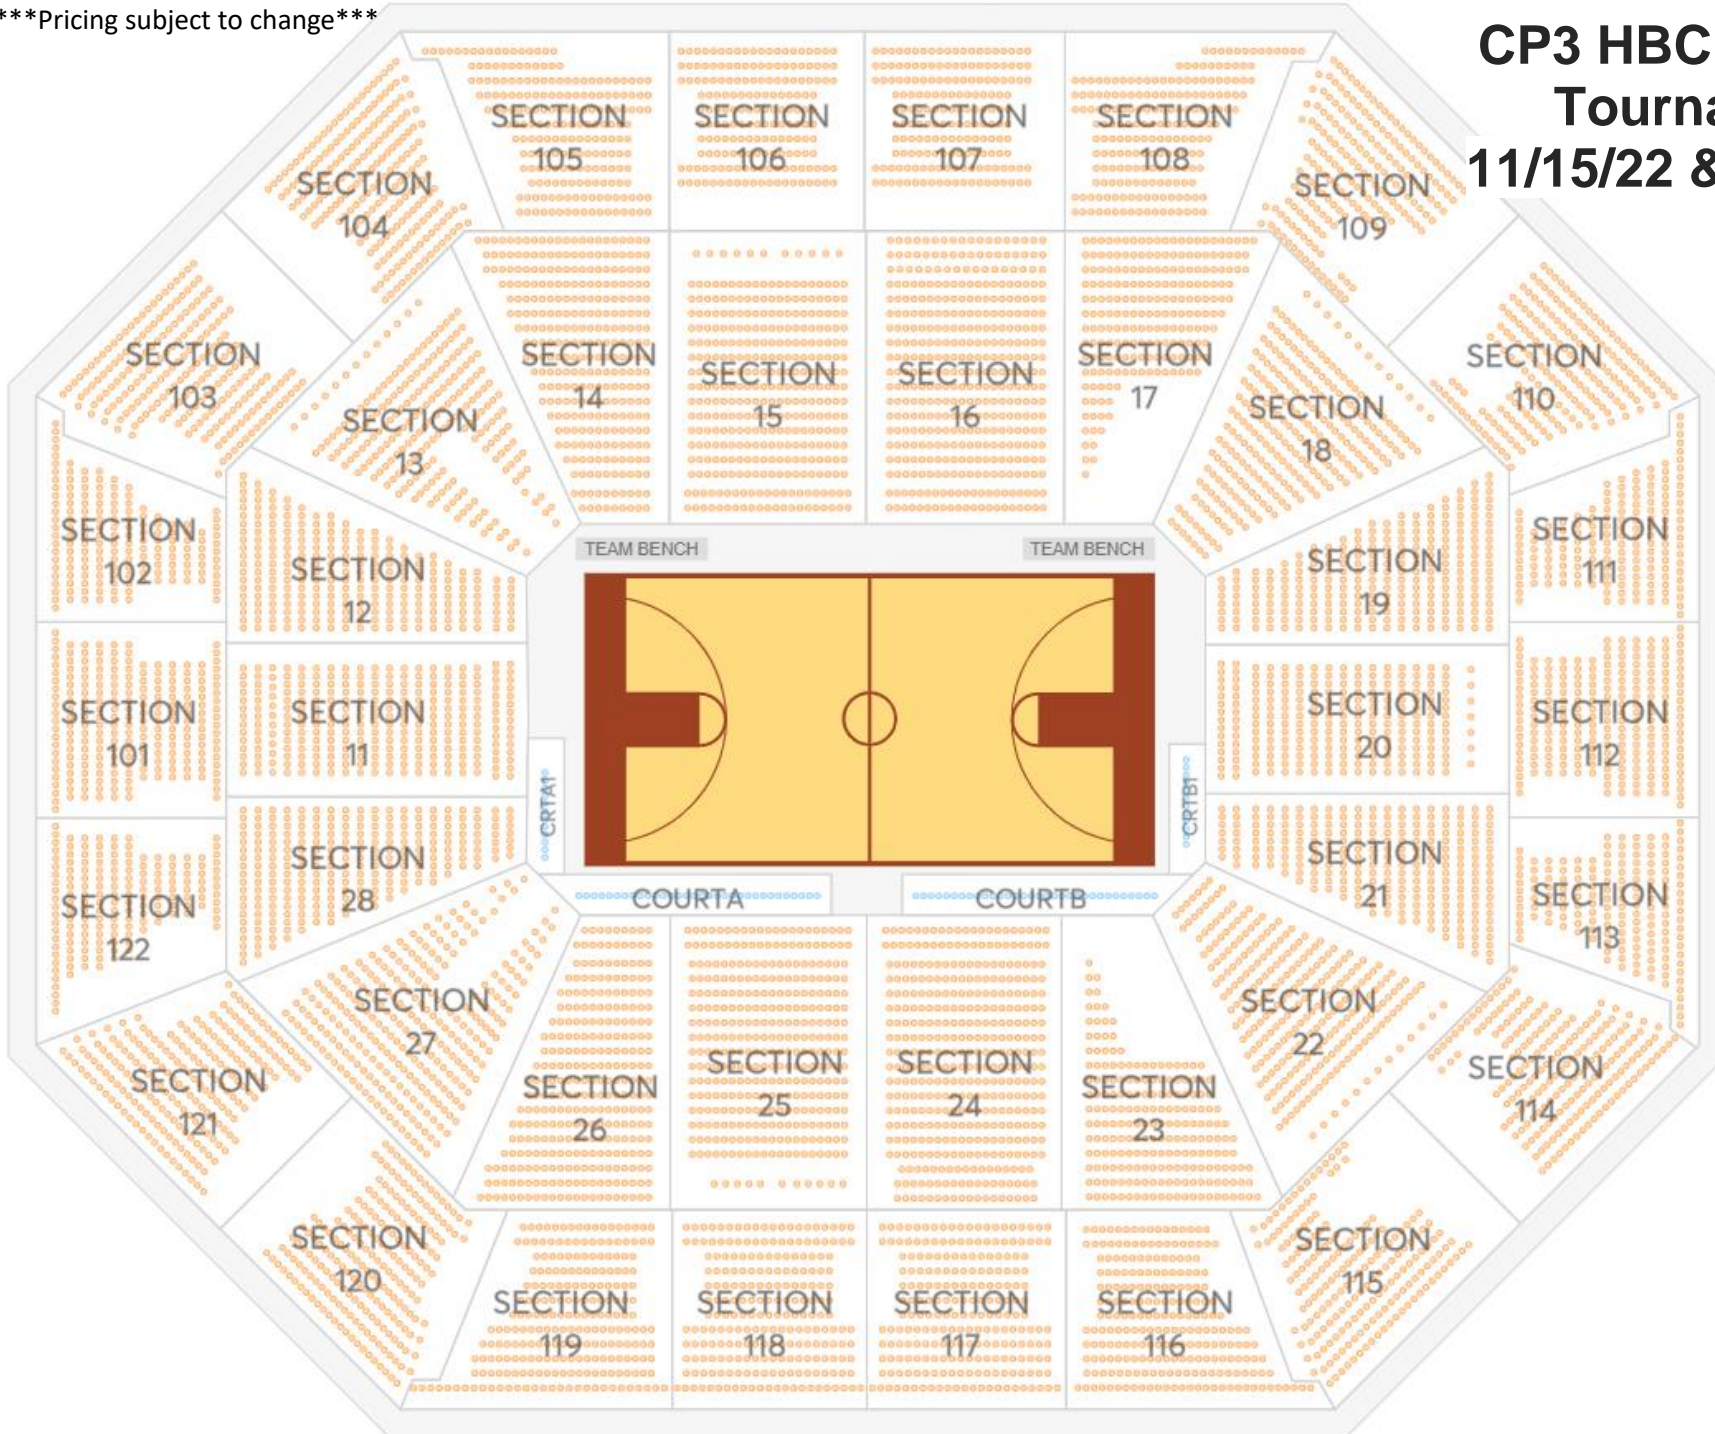 ***Pricing subject to change***
CP3 HBC
Tourna
11/15/22 &
SECTION
105
SECTION
106
SECTION
107
SECTION
108
SECTION
104
SECTION
109
SECTION
103
SECTION
13
SECTION
14
SECTION
15
SECTION
16
SECTION
17
SECTION
18
SECTION
110
SECTION
102
SECTION
12
TEAM BENCH
TEAM BENCH
SECTION
19
SECTION
111
SECTION
101
SECTION
11
SECTION
20
SECTION
112
CRTA1
CRTB1
SECTION
122
SECTION
28
COURTA
COURTB
SECTION
21
SECTION
113
SECTION
121
SECTION
27
SECTION
26
SECTION
25
SECTION
24
SECTION
23
SECTION
22
SECTION
114
SECTION
120
SECTION
119
SECTION
118
SECTION
117
SECTION
116
SECTION
115